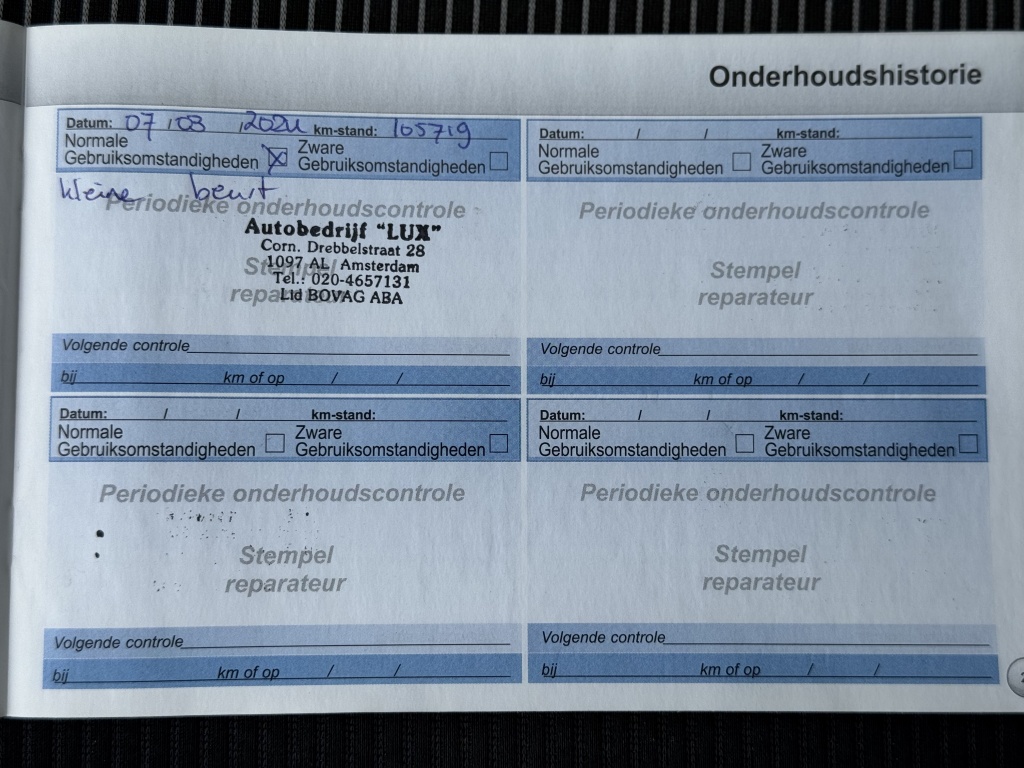 Onderhoudshistorie
Datum: 07 / 03 / 2024 km-stand: 105719
Normale Gebruiksomstandigheden Zware Gebruiksomstandigheden
kleine beurt
Periodieke onderhoudscontrole
Autobedrijf "LUX"
Corn. Drebbelstraat 28
1097 AL Amsterdam
Tel.: 020-4657131
Lid BOVAG ABA
Stempel
reparateur
Volgende controle
bij km of op / /
Datum: / / km-stand:
Normale Gebruiksomstandigheden Zware Gebruiksomstandigheden
Periodieke onderhoudscontrole
Stempel
reparateur
Volgende controle
bij km of op / /
Datum: / / km-stand:
Normale Gebruiksomstandigheden Zware Gebruiksomstandigheden
Periodieke onderhoudscontrole
Stempel
reparateur
Volgende controle
bij km of op / /
Datum: / / km-stand:
Normale Gebruiksomstandigheden Zware Gebruiksomstandigheden
Periodieke onderhoudscontrole
Stempel
reparateur
Volgende controle
bij km of op / /